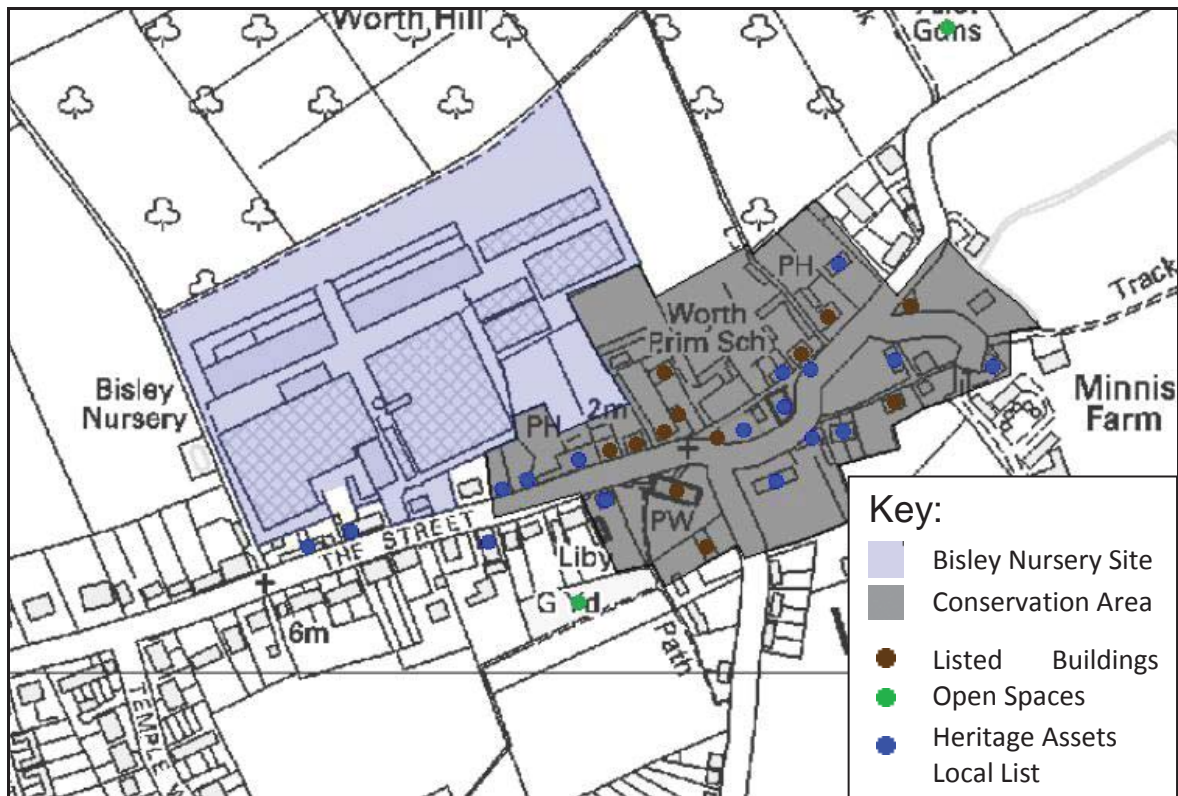 Worth Hill
Gdns
PH
Track
Worth
Prim Sch
Bisley
Nursery
Minnis
Farm
PH
2m
THE STREET
PW
Liby
6m
Path
TEMPLE
Key:
Bisley Nursery Site
Conservation Area
Listed Buildings
Open Spaces
Heritage Assets
Local List